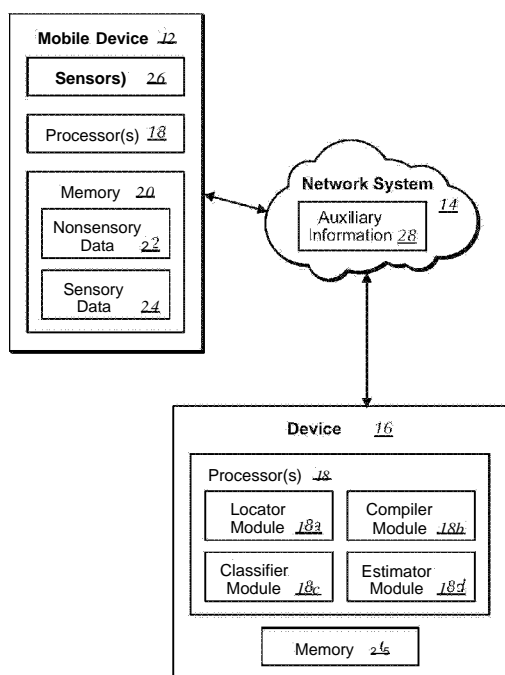 Mobile Device 12
Sensors) 26
Processor(s) 18
Memory 20
Nonsensory
Data 22
Sensory
Data 24
Network System
14
Auxiliary
Information 28
Device 16
Processor(s) 18
Locator
Module 18a
Compiler
Module 18b
Classifier
Module 18c
Estimator
Module 18d
Memory